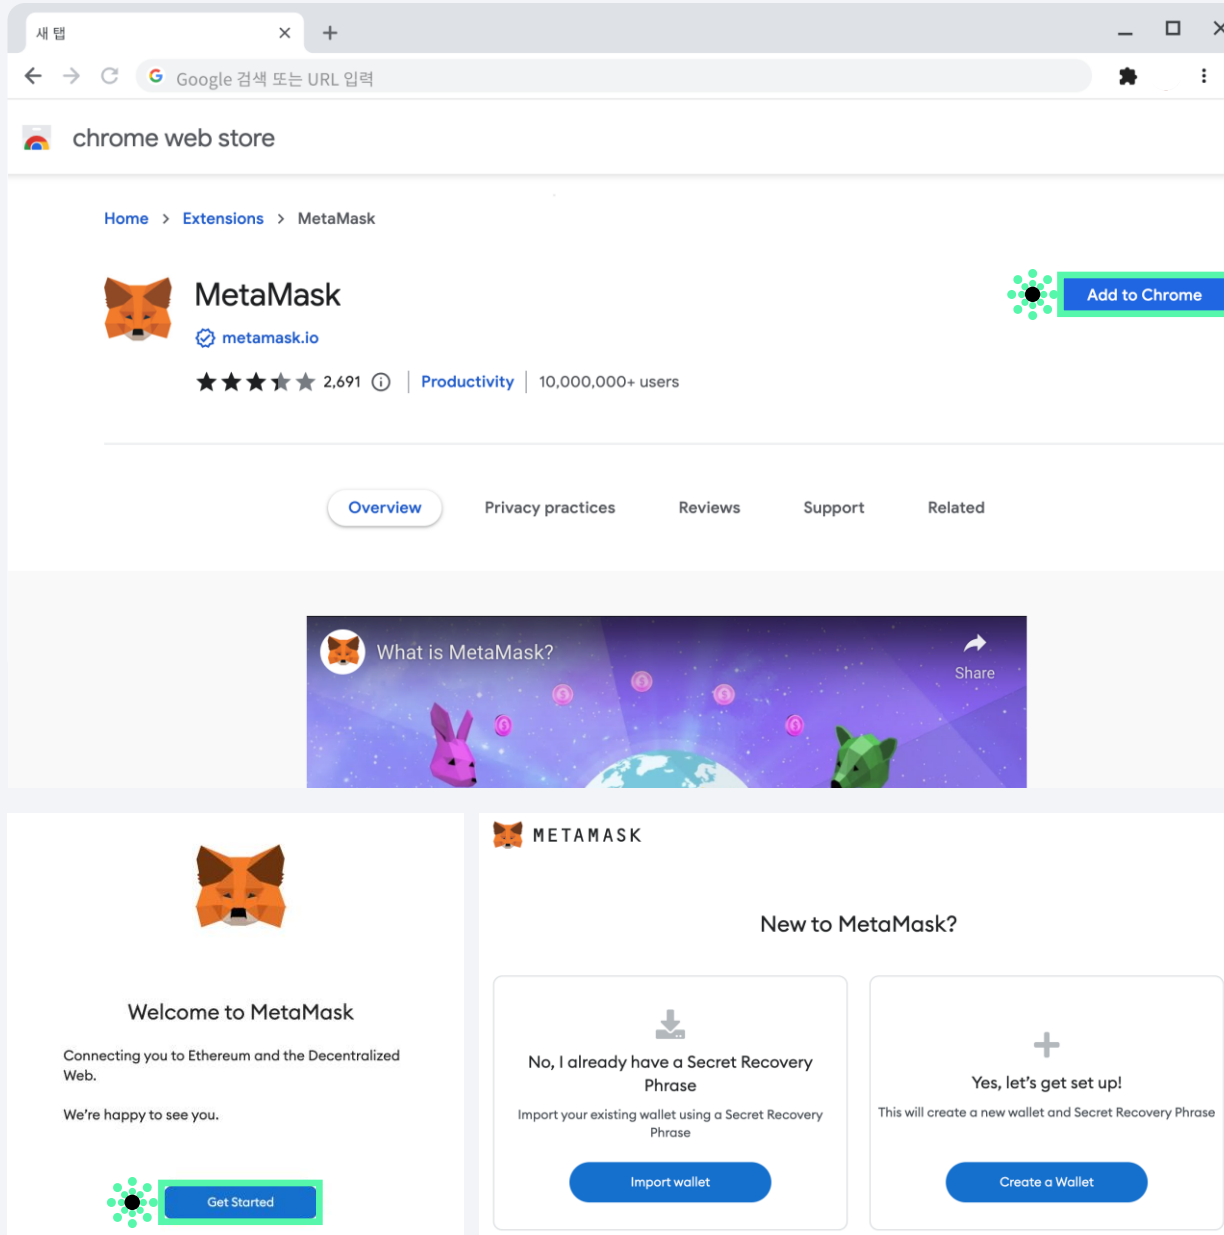 새 탭
Google 검색 또는 URL 입력
chrome web store
Home > Extensions > MetaMask
MetaMask
Add to Chrome
metamask.io
2,691 | Productivity | 10,000,000+ users
Overview Privacy practices Reviews Support Related
What is MetaMask?
Share
Welcome to MetaMask
Connecting you to Ethereum and the Decentralized
Web.
We're happy to see you.
Get Started
METAMASK
New to MetaMask?
No, I already have a Secret Recovery
Phrase
Import your existing wallet using a Secret Recovery
Phrase
Import wallet
Yes, let's get set up!
This will create a new wallet and Secret Recovery Phrase
Create a Wallet